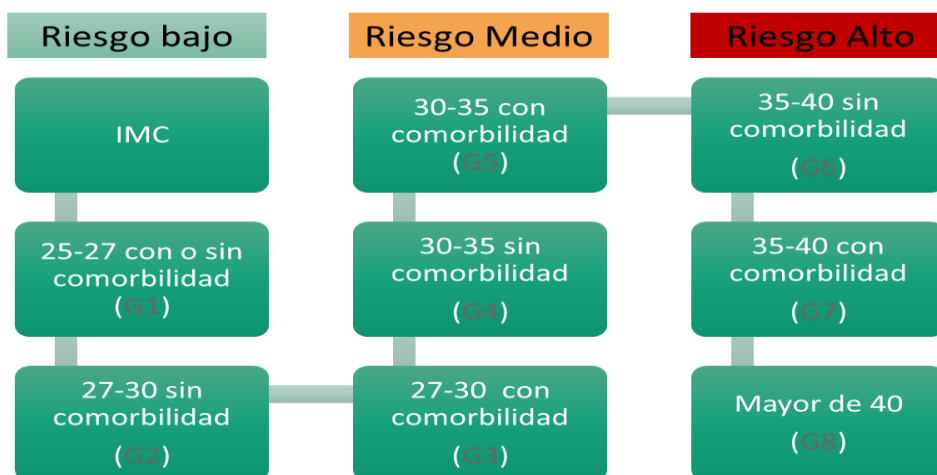 Riesgo bajo
IMC
25-27 con o sin
comorbilidad
(G1)
27-30 sin
comorbilidad
(G2)
Riesgo Medio
30-35 con
comorbilidad
(G5)
30-35 sin
comorbilidad
(G4)
27-30 con
comorbilidad
(G3)
Riesgo Alto
35-40 sin
comorbilidad
(G6)
35-40 con
comorbilidad
(G7)
Mayor de 40
(G8)